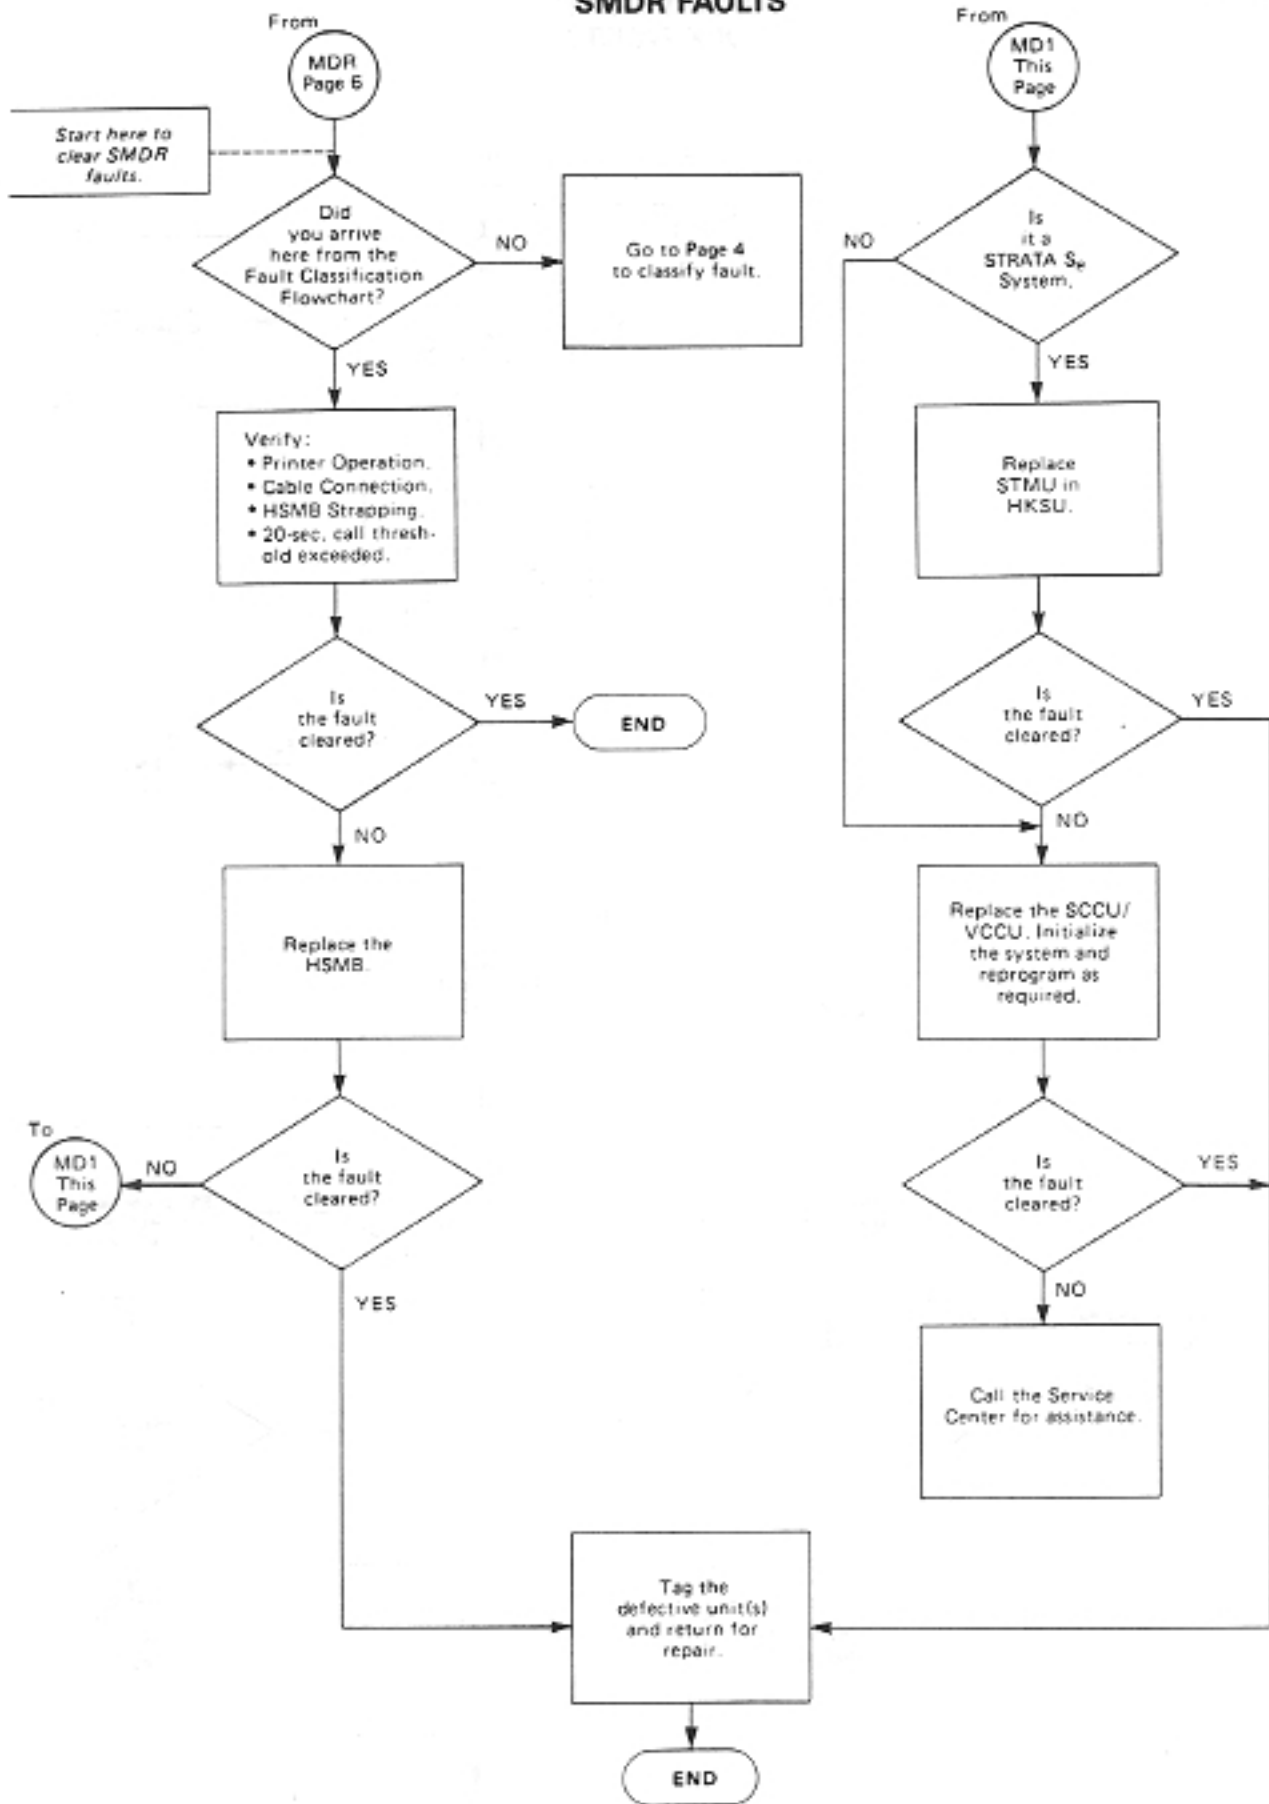 SMDR FAULTS
From
MDR
Page 6
Start here to
clear SMDR
faults.
Did
you arrive
here from the
Fault Classification
Flowchart?
NO
Go to Page 4
to classify fault.
YES
Verify:
• Printer Operation.
• Cable Connection.
• HSMB Strapping.
• 20-sec. call thresh-
old exceeded.
Is
the fault
cleared?
YES
END
NO
Replace the
HSMB.
Is
the fault
cleared?
NO
To
MD1
This
Page
YES
From
MD1
This
Page
Is
it a
STRATA Se
System.
NO
YES
Replace
STMU in
HKSU.
Is
the fault
cleared?
YES
NO
Replace the SCCU/
VCCU. Initialize
the system and
reprogram as
required.
Is
the fault
cleared?
YES
NO
Call the Service
Center for assistance.
Tag the
defective unit(s)
and return for
repair.
END